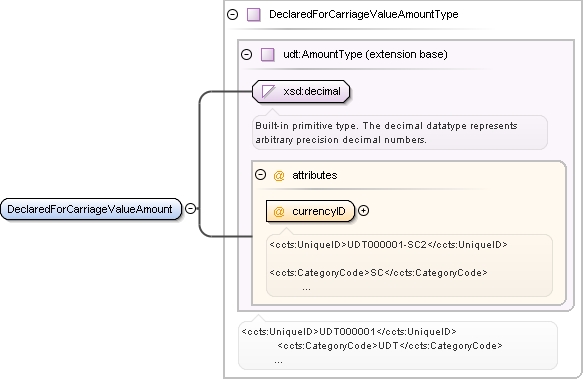 DeclaredForCarriageValueAmountType
udt:AmountType (extension base)
xsd:decimal
Built-in primitive type. The decimal datatype represents
arbitrary precision decimal numbers.
@ attributes
@ currencyID
DeclaredForCarriageValueAmount
<ccts:UniqueID>UDT000001-SC2</ccts:UniqueID>
<ccts:CategoryCode>SC</ccts:CategoryCode>
...
<ccts:UniqueID>UDT000001</ccts:UniqueID>
<ccts:CategoryCode>UDT</ccts:CategoryCode>
...